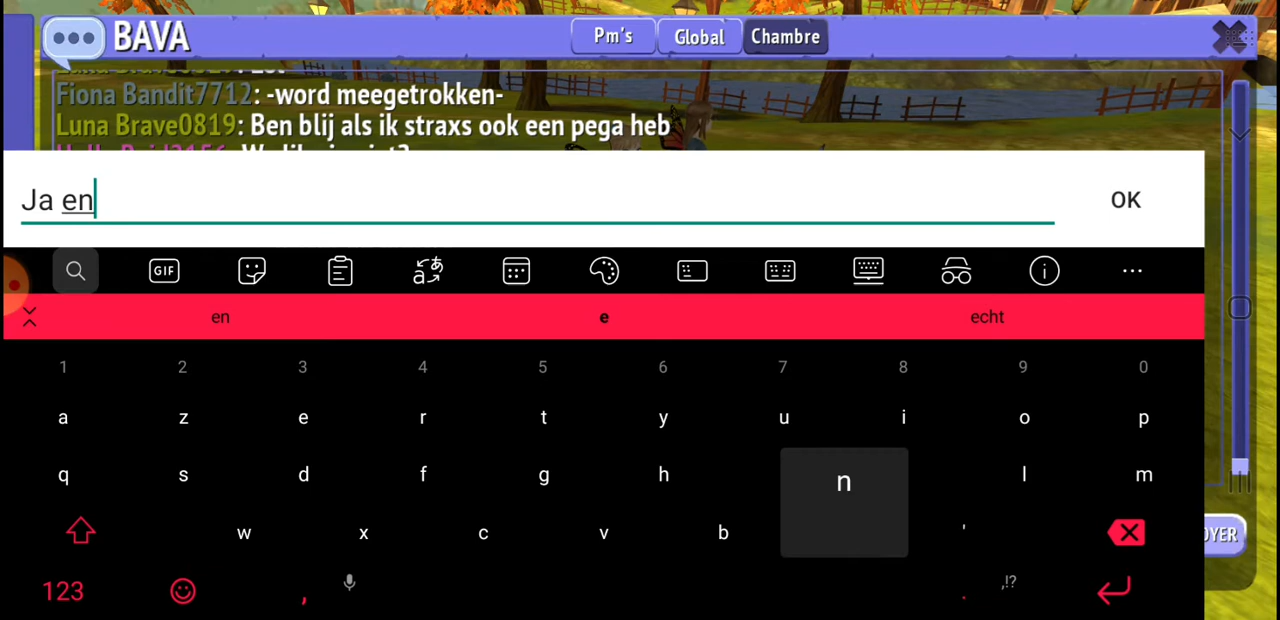 BAVA
Pm's Global Chambre
Fiona Bandit7712: -word meegetrokken-
Luna Brave0819: Ben blij als ik straxs ook een pega heb
Ja en
OK
GIF
en e echt
1 2 3 4 5 6 7 8 9 0
a z e r t y u i o p
q s d f g h n l m
w x c v b '
123 , . ,!?
OYER